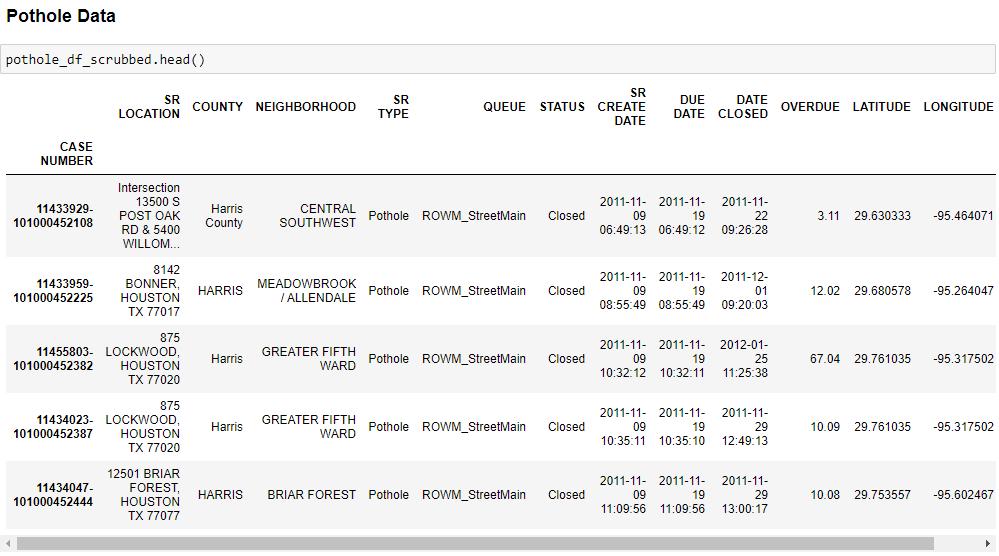 Pothole Data
pothole_df_scrubbed.head()
SR LOCATION COUNTY NEIGHBORHOOD SR TYPE QUEUE STATUS SR CREATE DATE DUE DATE DATE CLOSED OVERDUE LATITUDE LONGITUDE
CASE NUMBER
11433929-101000452108 Intersection 13500 S POST OAK RD & 5400 WILLOM... Harris County CENTRAL SOUTHWEST Pothole ROWM_StreetMain Closed 2011-11-09 06:49:13 2011-11-19 06:49:12 2011-11-22 09:26:28 3.11 29.630333 -95.464071
11433959-101000452225 8142 BONNER, HOUSTON TX 77017 HARRIS MEADOWBROOK / ALLENDALE Pothole ROWM_StreetMain Closed 2011-11-09 08:55:49 2011-11-19 08:55:49 2011-12-01 09:20:03 12.02 29.680578 -95.264047
11455803-101000452382 875 LOCKWOOD, HOUSTON TX 77020 Harris GREATER FIFTH WARD Pothole ROWM_StreetMain Closed 2011-11-09 10:32:12 2011-11-19 10:32:11 2012-01-25 11:25:38 67.04 29.761035 -95.317502
11434023-101000452387 875 LOCKWOOD, HOUSTON TX 77020 Harris GREATER FIFTH WARD Pothole ROWM_StreetMain Closed 2011-11-09 10:35:11 2011-11-19 10:35:10 2011-11-29 12:49:13 10.09 29.761035 -95.317502
11434047-101000452444 12501 BRIAR FOREST, HOUSTON TX 77077 HARRIS BRIAR FOREST Pothole ROWM_StreetMain Closed 2011-11-09 11:09:56 2011-11-19 11:09:56 2011-11-29 13:00:17 10.08 29.753557 -95.602467